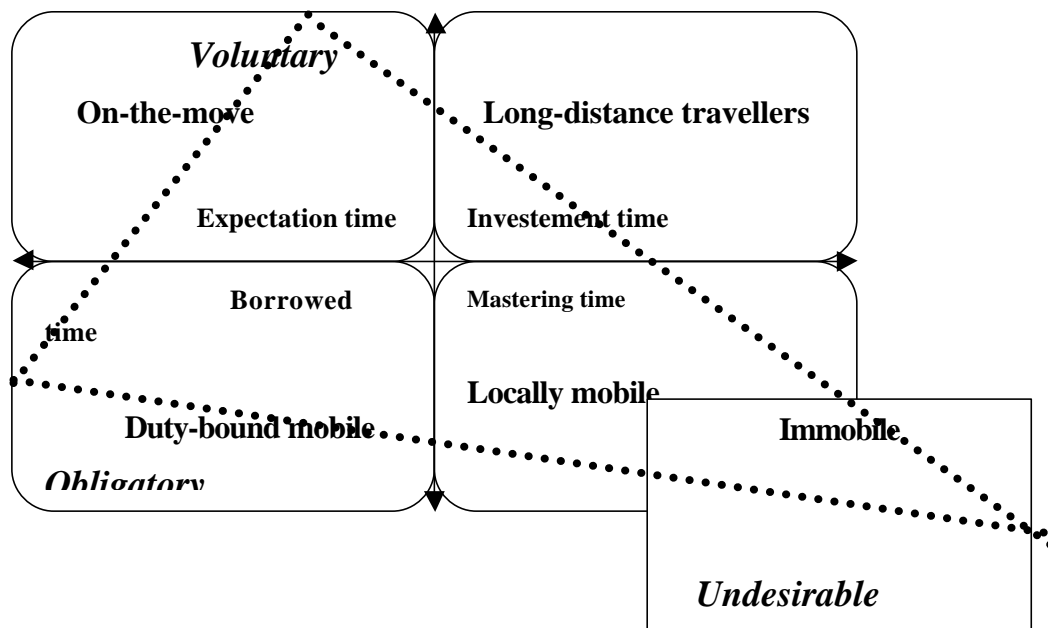 Voluntary
On-the-move
Long-distance travellers
Expectation time
Investement time
Borrowed
time
Mastering time
Locally mobile
Duty-bound mobile
Immobile
Obligatory
Undesirable